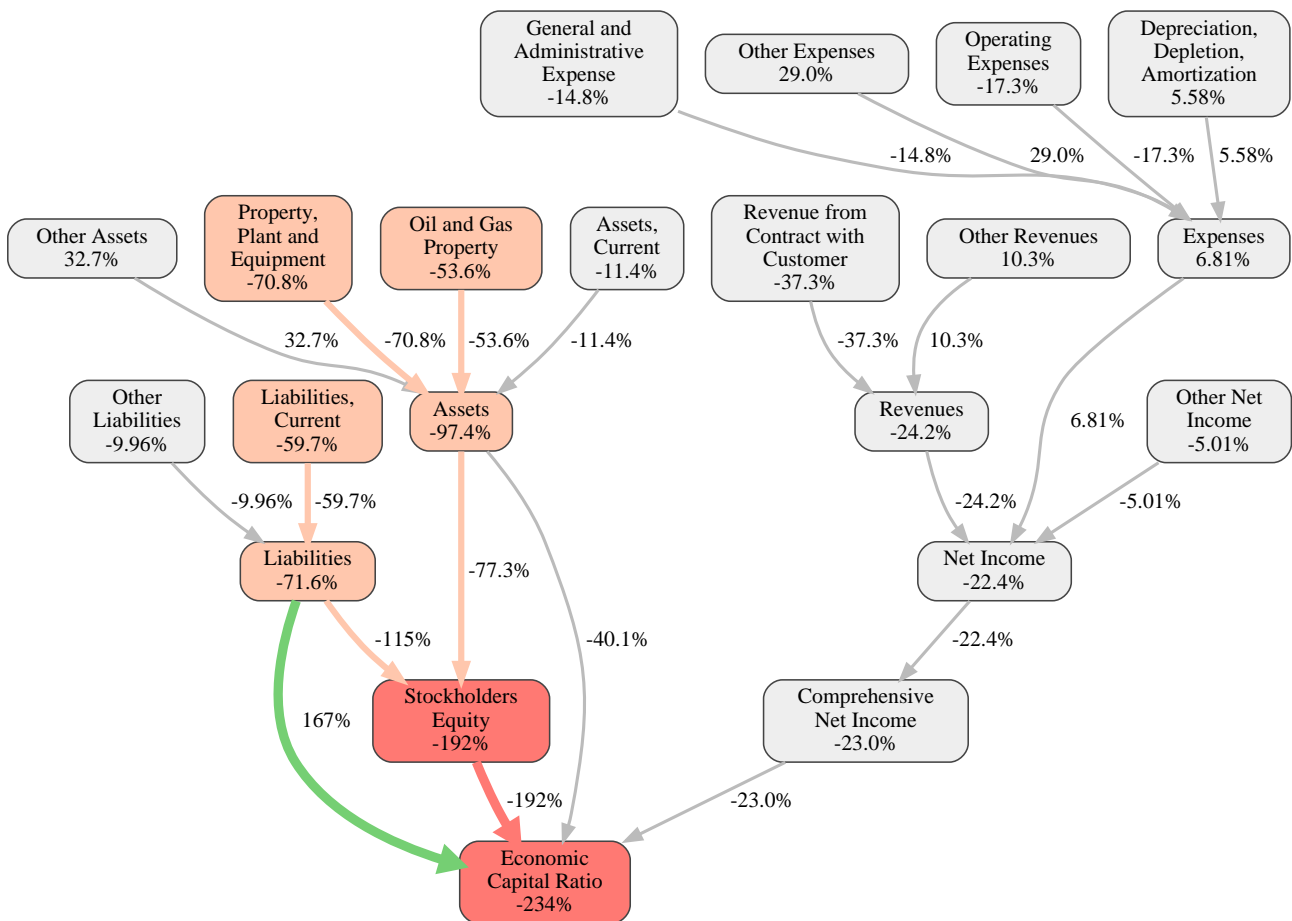 General and
Administrative
Expense
-14.8%
Other Expenses
29.0%
Operating
Expenses
-17.3%
Depreciation,
Depletion,
Amortization
5.58%
-14.8%
29.0%
-17.3%
5.58%
Other Assets
32.7%
Property,
Plant and
Equipment
-70.8%
Oil and Gas
Property
-53.6%
Assets,
Current
-11.4%
Revenue from
Contract with
Customer
-37.3%
Other Revenues
10.3%
Expenses
6.81%
32.7%
-70.8%
-53.6%
-11.4%
-37.3%
10.3%
Other
Liabilities
-9.96%
Liabilities,
Current
-59.7%
Assets
-97.4%
Revenues
-24.2%
6.81%
Other Net
Income
-5.01%
-9.96%
-59.7%
-24.2%
-5.01%
Liabilities
-71.6%
-77.3%
Net Income
-22.4%
-115%
-40.1%
-22.4%
167%
Stockholders
Equity
-192%
Comprehensive
Net Income
-23.0%
-192%
-23.0%
Economic
Capital Ratio
-234%